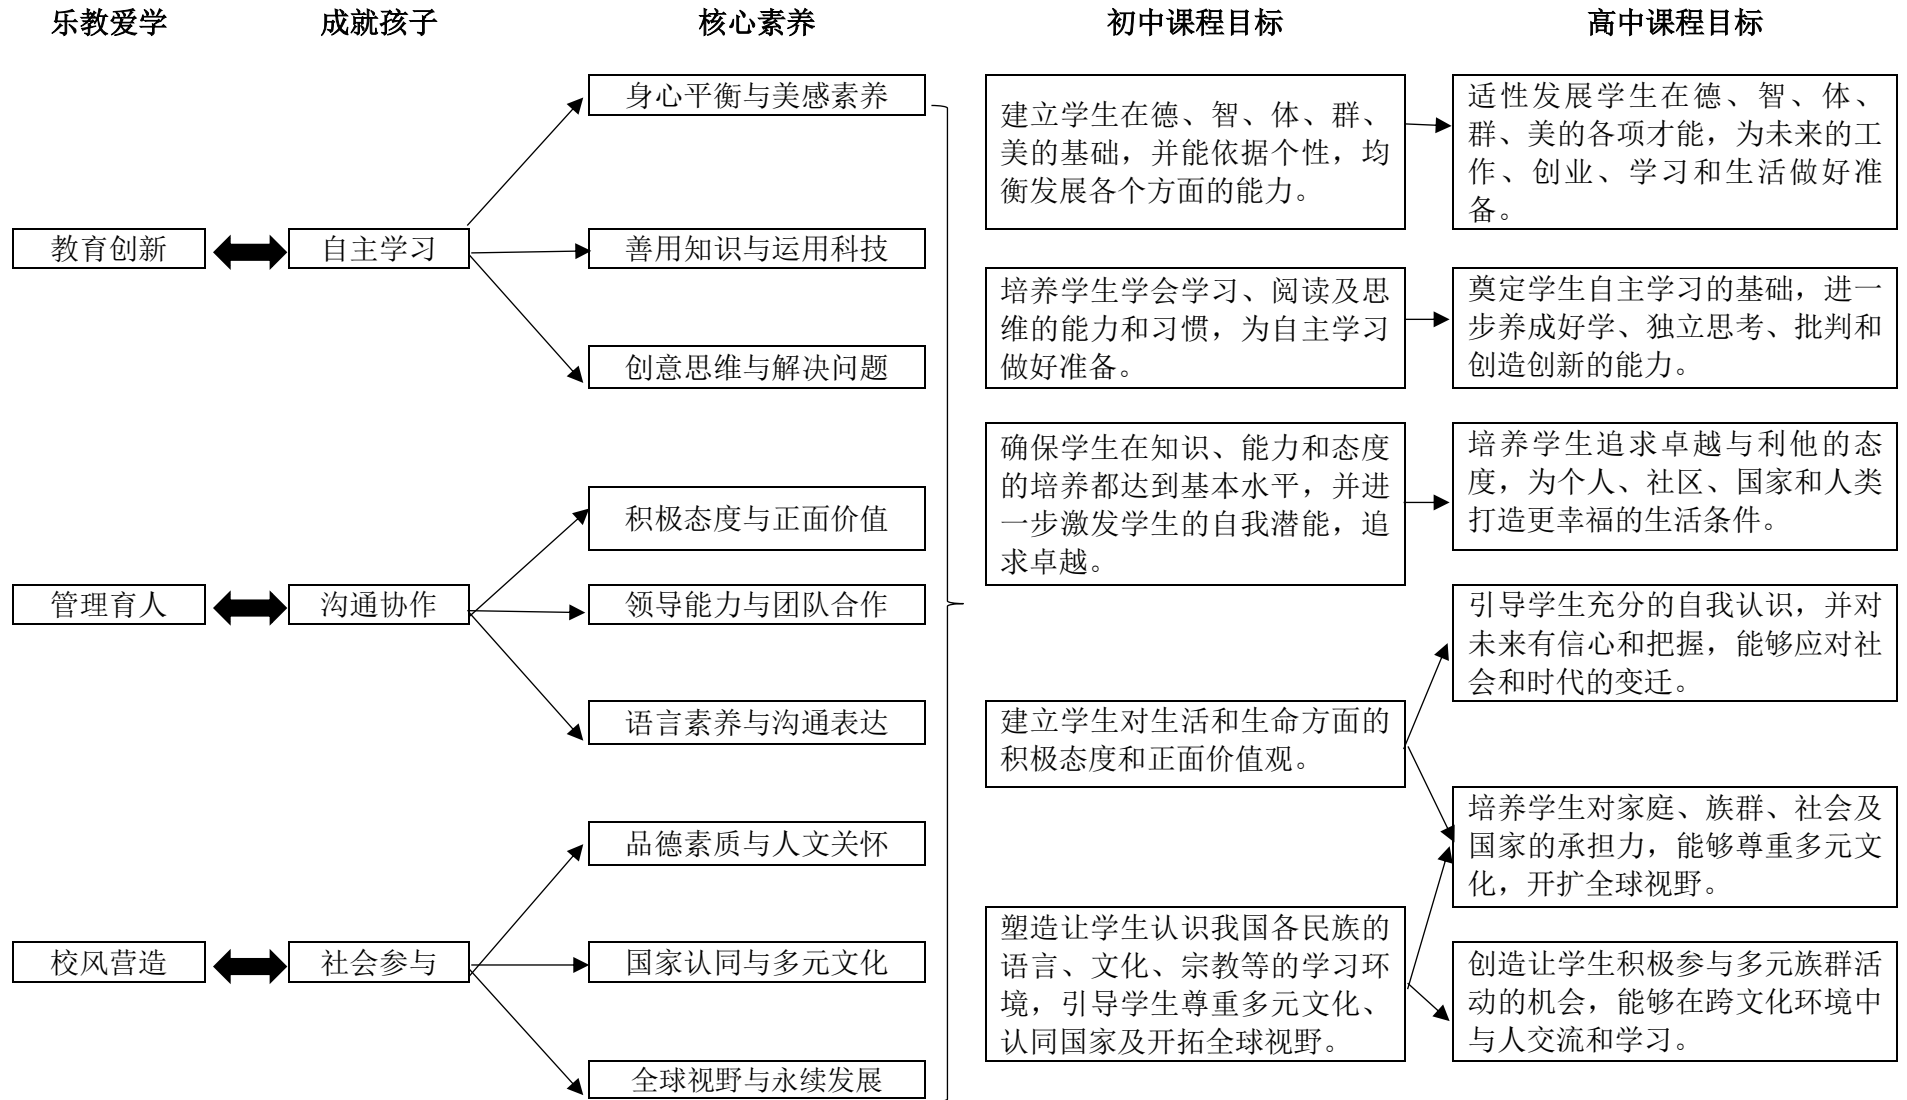 乐教爱学
成就孩子
核心素养
初中课程目标
高中课程目标
教育创新
管理育人
校风营造
自主学习
沟通协作
社会参与
身心平衡与美感素养
善用知识与运用科技
创意思维与解决问题
积极态度与正面价值
领导能力与团队合作
语言素养与沟通表达
品德素质与人文关怀
国家认同与多元文化
全球视野与永续发展
建立学生在德、智、体、群、
美的基础，并能依据个性，均
衡发展各个方面的能力。
培养学生学会学习、阅读及思
维的能力和习惯，为自主学习
做好准备。
确保学生在知识、能力和态度
的培养都达到基本水平，并进
一步激发学生的自我潜能，追
求卓越。
建立学生对生活和生命方面的
积极态度和正面价值观。
塑造让学生认识我国各民族的
语言、文化、宗教等的学习环
境，引导学生尊重多元文化、
认同国家及开拓全球视野。
适性发展学生在德、智、体、
群、美的各项才能，为未来的工
作、创业、学习和生活做好准
备。
奠定学生自主学习的基础，进一
步养成好学、独立思考、批判和
创造创新的能力。
培养学生追求卓越与利他的态
度，为个人、社区、国家和人类
打造更幸福的生活条件。
引导学生充分的自我认识，并对
未来有信心和把握，能够应对社
会和时代的变迁。
培养学生对家庭、族群、社会及
国家的承担力，能够尊重多元文
化，开扩全球视野。
创造让学生积极参与多元族群活
动的机会，能够在跨文化环境中
与人交流和学习。